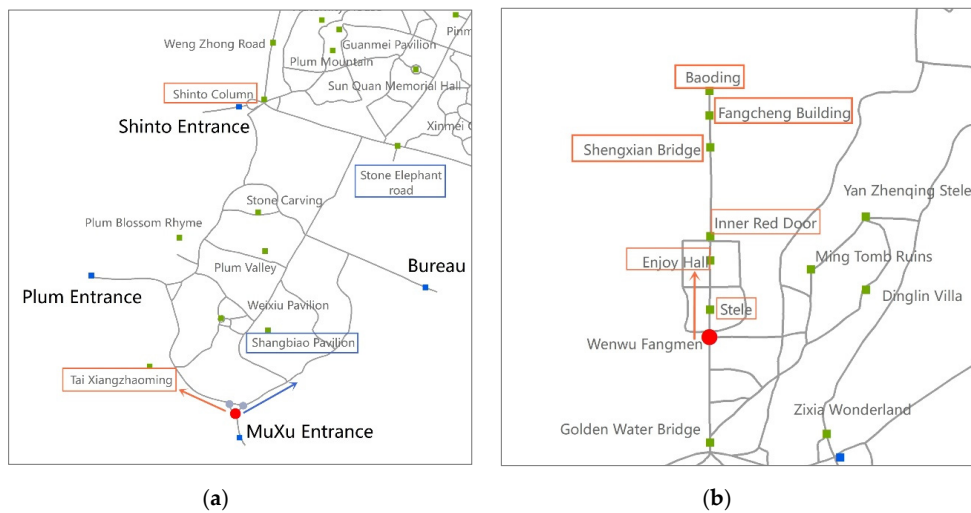 Weng Zhong Road
Guanmei Pavilion
Pinm
Plum Mountain
Shinto Column
Sun Quan Memorial Hall
Shinto Entrance
Xinmei
Stone Elephant
road
Stone Carving
Plum Blossom Rhyme
Plum Valley
Bureau
Plum Entrance
Weixiu Pavilion
Shangbiao Pavilion
Tai Xiangzhaoming
MuXu Entrance
(a)
Baoding
Fangcheng Building
Shengxian Bridge
Yan Zhenqing Stele
Inner Red Door
Enjoy Hall
Ming Tomb Ruins
Dinglin Villa
Stele
Wenwu Fangmen
Zixia Wonderland
Golden Water Bridge
(b)